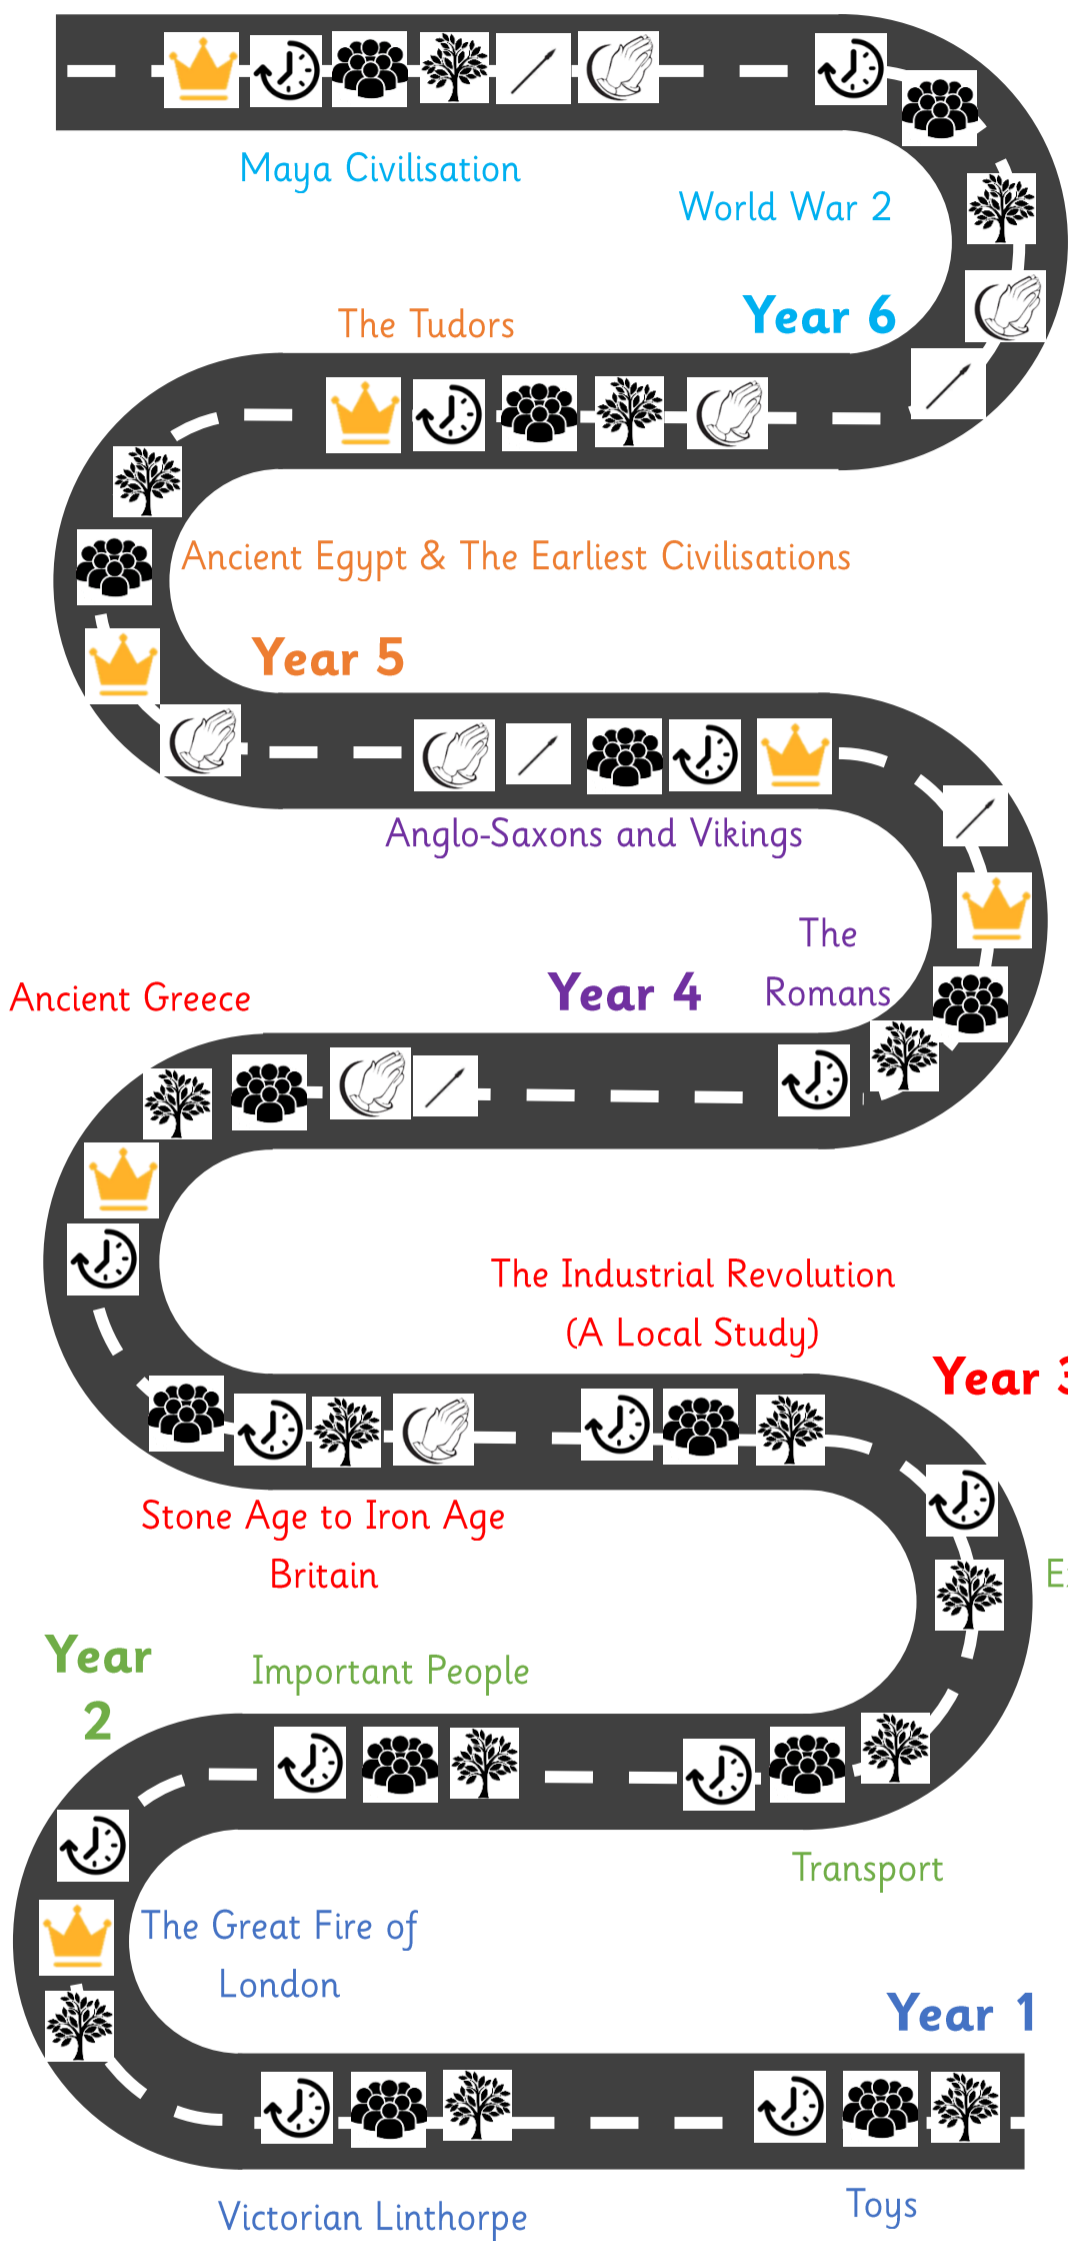 Maya Civilisation
World War 2
Year 6
The Tudors
Ancient Egypt & The Earliest Civilisations
Year 5
Anglo-Saxons and Vikings
The
Romans
Year 4
Ancient Greece
The Industrial Revolution
(A Local Study)
Year 3
Stone Age to Iron Age
Britain
Year
2
Important People
Transport
The Great Fire of
London
Year 1
Victorian Linthorpe
Toys